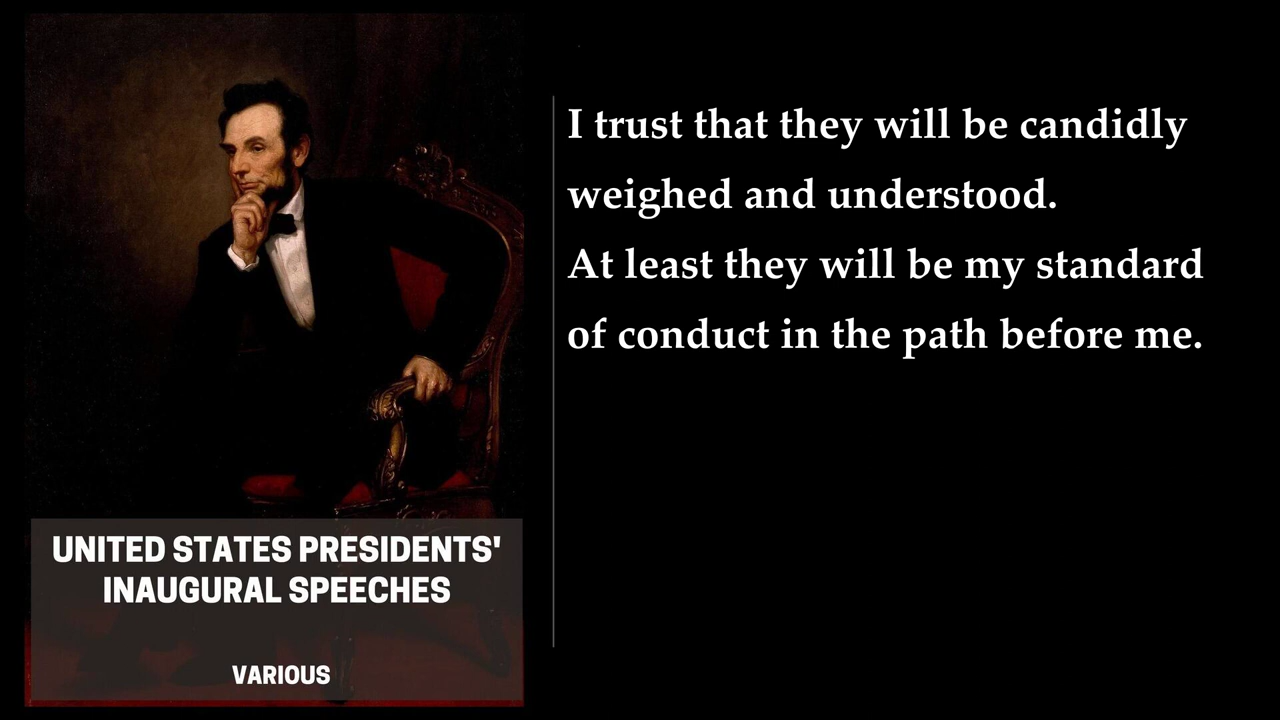 I trust that they will be candidly
weighed and understood.
At least they will be my standard
of conduct in the path before me.
UNITED STATES PRESIDENTS'
INAUGURAL SPEECHES
VARIOUS